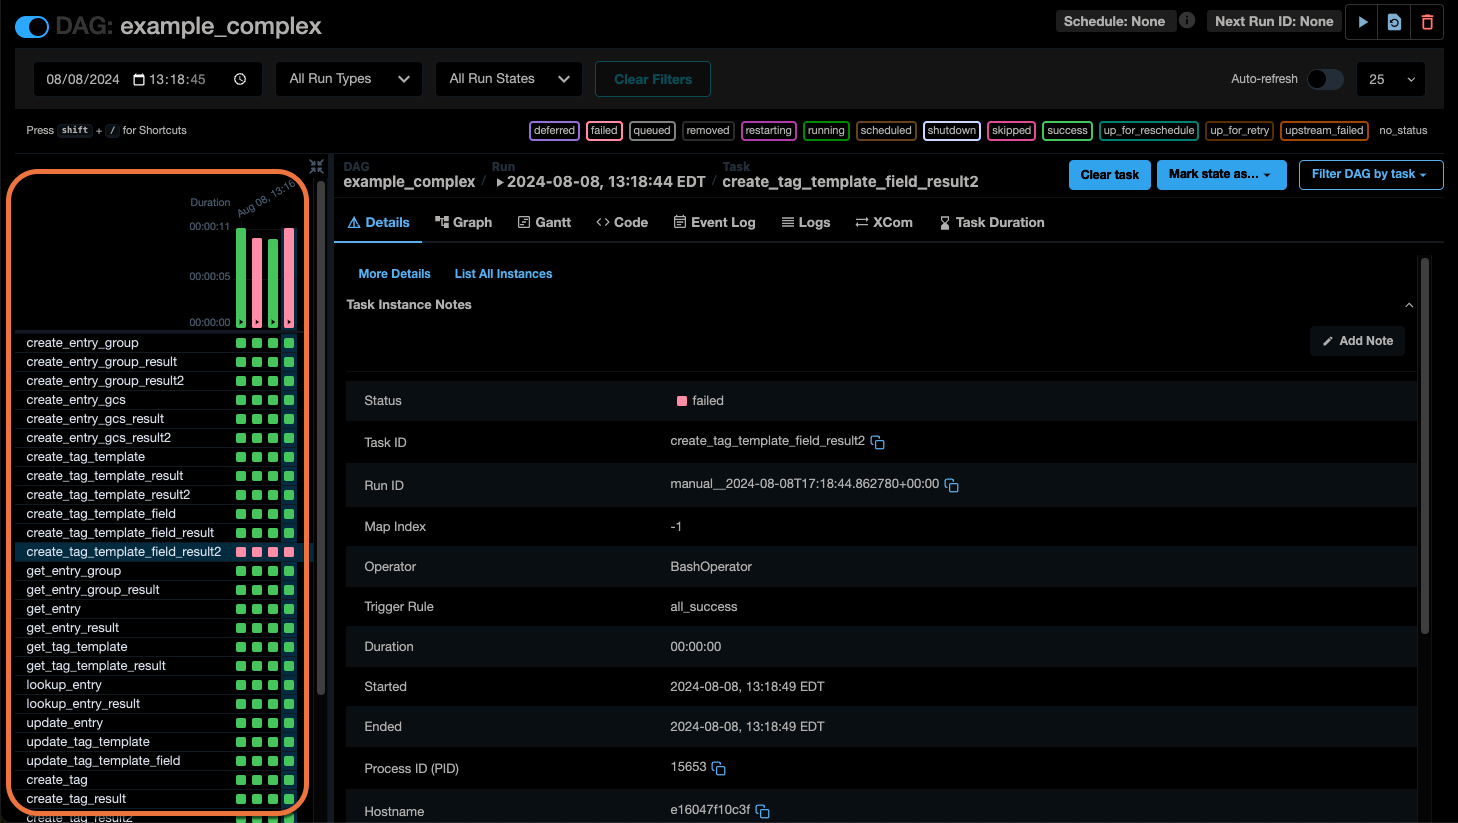 DAG: example_complex
Schedule: None
Next Run ID: None
08/08/2024 13:18:45
All Run Types
All Run States
Clear Filters
Auto-refresh
25
Press shift + / for Shortcuts
deferred failed queued removed restarting running scheduled shutdown skipped success up_for_reschedule up_for_retry upstream_failed no_status
Duration
Aug 08, 13:16
00:00:11
00:00:05
00:00:00
create_entry_group
create_entry_group_result
create_entry_group_result2
create_entry_gcs
create_entry_gcs_result
create_entry_gcs_result2
create_tag_template
create_tag_template_result
create_tag_template_result2
create_tag_template_field
create_tag_template_field_result
create_tag_template_field_result2
get_entry_group
get_entry_group_result
get_entry
get_entry_result
get_tag_template
get_tag_template_result
lookup_entry
lookup_entry_result
update_entry
update_tag_template
update_tag_template_field
create_tag
create_tag_result
create_tag_result2
DAG
example_complex
/
Run
2024-08-08, 13:18:44 EDT
/
Task
create_tag_template_field_result2
Clear task
Mark state as...
Filter DAG by task
Details
Graph
Gantt
Code
Event Log
Logs
XCom
Task Duration
More Details
List All Instances
Task Instance Notes
Add Note
Status failed
Task ID create_tag_template_field_result2
Run ID manual__2024-08-08T17:18:44.862780+00:00
Map Index -1
Operator BashOperator
Trigger Rule all_success
Duration 00:00:00
Started 2024-08-08, 13:18:49 EDT
Ended 2024-08-08, 13:18:49 EDT
Process ID (PID) 15653
Hostname e16047f10c3f